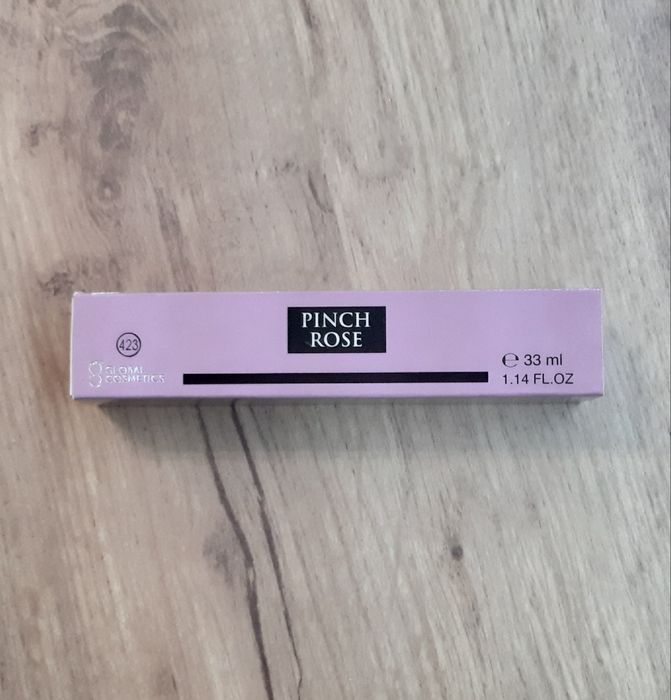 PINCH
ROSE
423
GLOBAL
COSMETICS
℮ 33 ml
1.14 FL.OZ